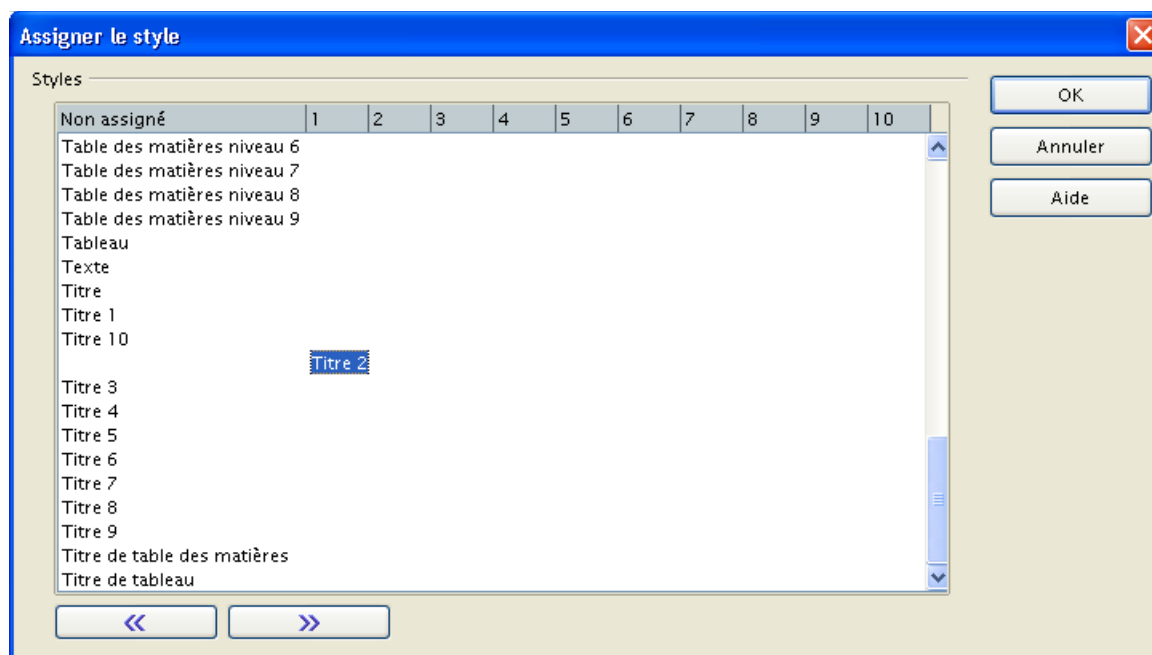 Assigner le style
Styles
OK
Annuler
Aide
Non assigné 1 2 3 4 5 6 7 8 9 10
Table des matières niveau 6
Table des matières niveau 7
Table des matières niveau 8
Table des matières niveau 9
Tableau
Texte
Titre
Titre 1
Titre 10
Titre 2
Titre 3
Titre 4
Titre 5
Titre 6
Titre 7
Titre 8
Titre 9
Titre de table des matières
Titre de tableau